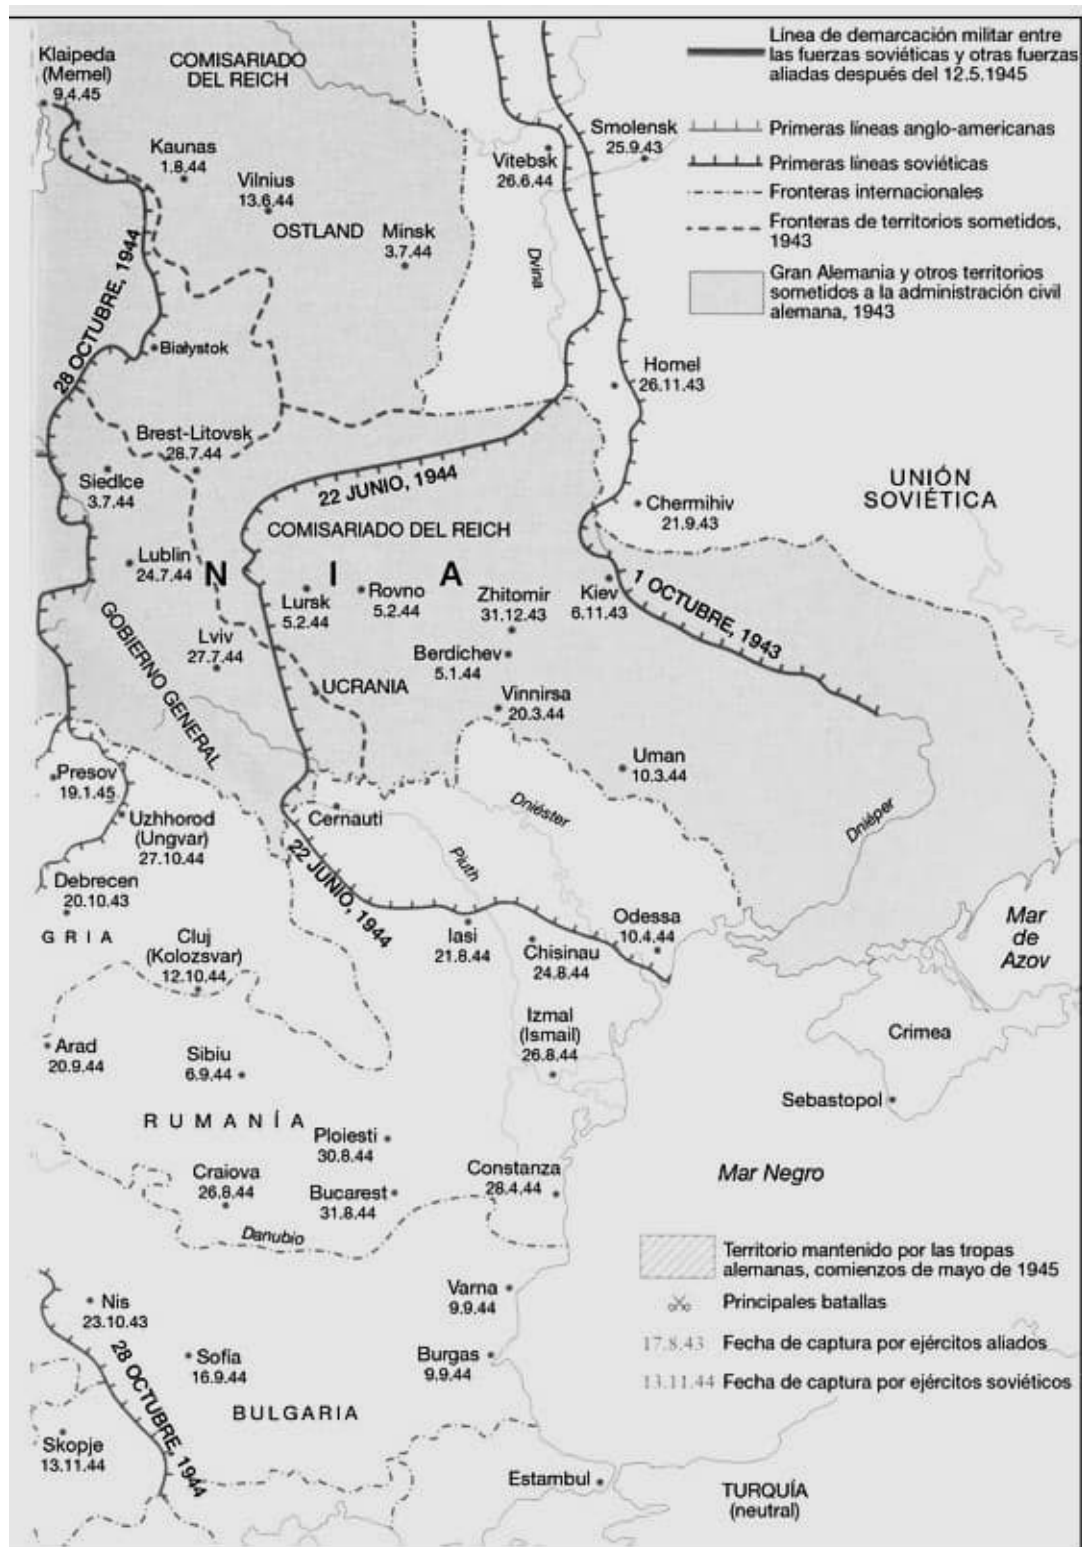 Klaipeda
(Memel)
9.4.45
COMISARIADO
DEL REICH
Kaunas
1.8.44
Vilnius
13.6.44
OSTLAND
Minsk
3.7.44
Vitebsk
26.6.44
Smolensk
25.9.43
Dvina
Línea de demarcación militar entre
las fuerzas soviéticas y otras fuerzas
aliadas después del 12.5.1945
Primeras líneas anglo-americanas
Primeras líneas soviéticas
Fronteras internacionales
Fronteras de territorios sometidos,
1943
Gran Alemania y otros territorios
sometidos a la administración civil
alemana, 1943
28 OCTUBRE, 1944
Białystok
Homel
26.11.43
Brest-Litovsk
28.7.44
Siedlce
3.7.44
22 JUNIO, 1944
COMISARIADO DEL REICH
UNIÓN
SOVIÉTICA
Chermihiv
21.9.43
Lublin
24.7.44
N I A
Lursk
5.2.44
Rovno
5.2.44
Zhitomir
31.12.43
Kiev
6.11.43
1 OCTUBRE, 1943
GOBIERNO GENERAL
Lviv
27.7.44
Berdichev
5.1.44
UCRANIA
Vinnirsa
20.3.44
Uman
10.3.44
Presov
19.1.45
Uzhhorod
(Ungvar)
27.10.44
Cernauti
Dniéster
Dniéper
Pluth
22 JUNIO, 1944
Debrecen
20.10.43
GRIA
Cluj
(Kolozsvar)
12.10.44
Iasi
21.8.44
Chisinau
24.8.44
Odessa
10.4.44
Mar
de
Azov
Izmal
(Ismail)
26.8.44
Crimea
Arad
20.9.44
Sibiu
6.9.44
Sebastopol
RUMANÍA
Ploiesti
30.8.44
Craiova
26.8.44
Bucarest
31.8.44
Constanza
28.4.44
Mar Negro
Danubio
Territorio mantenido por las tropas
alemanas, comienzos de mayo de 1945
Principales batallas
17.8.43 Fecha de captura por ejércitos aliados
13.11.44 Fecha de captura por ejércitos soviéticos
Varna
9.9.44
Nis
23.10.43
28 OCTUBRE, 1944
Sofía
16.9.44
Burgas
9.9.44
BULGARIA
Skopje
13.11.44
Estambul
TURQUÍA
(neutral)